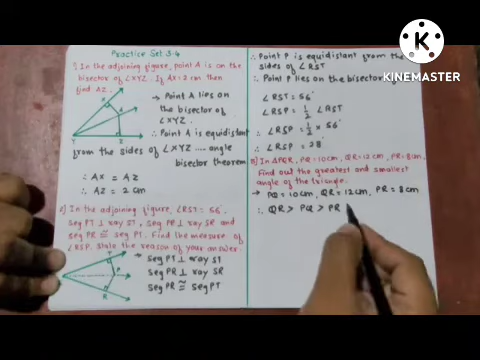 Practice Set 3.4
1) In the adjoining figure, point A is on the
bisector of ∠XYZ. If AX = 2 cm then
find AZ.
→ Point A lies on
the bisector of
∠XYZ.
∴ Point A is equidistant
from the sides of ∠XYZ .... angle
bisector theorem
∴ AX = AZ
∴ AZ = 2 cm
2) In the adjoining figure, ∠RST = 56°
seg PT ⊥ ray ST, seg PR ⊥ ray SR and
seg PR ≅ seg PT. Find the measure of
∠RSP. State the reason of your answer.
→ seg PT ⊥ ray ST
seg PR ⊥ ray SR
seg PR ≅ seg PT
∴ Point P is equidistant from the
sides of ∠RST
∴ Point P lies on the bisector of
∠RST = 56°
∠RSP = 1/2 ∠RST
∴ ∠RSP = 1/2 × 56°
∴ ∠RSP = 28°
3) In △PQR, PQ = 10 cm, QR = 12 cm, PR = 8 cm.
Find out the greatest and smallest
angle of the triangle.
→ PQ = 10 cm, QR = 12 cm, PR = 8 cm
∴ QR > PQ > PR
X
A
Y
Z
T
P
R
KINEMASTER